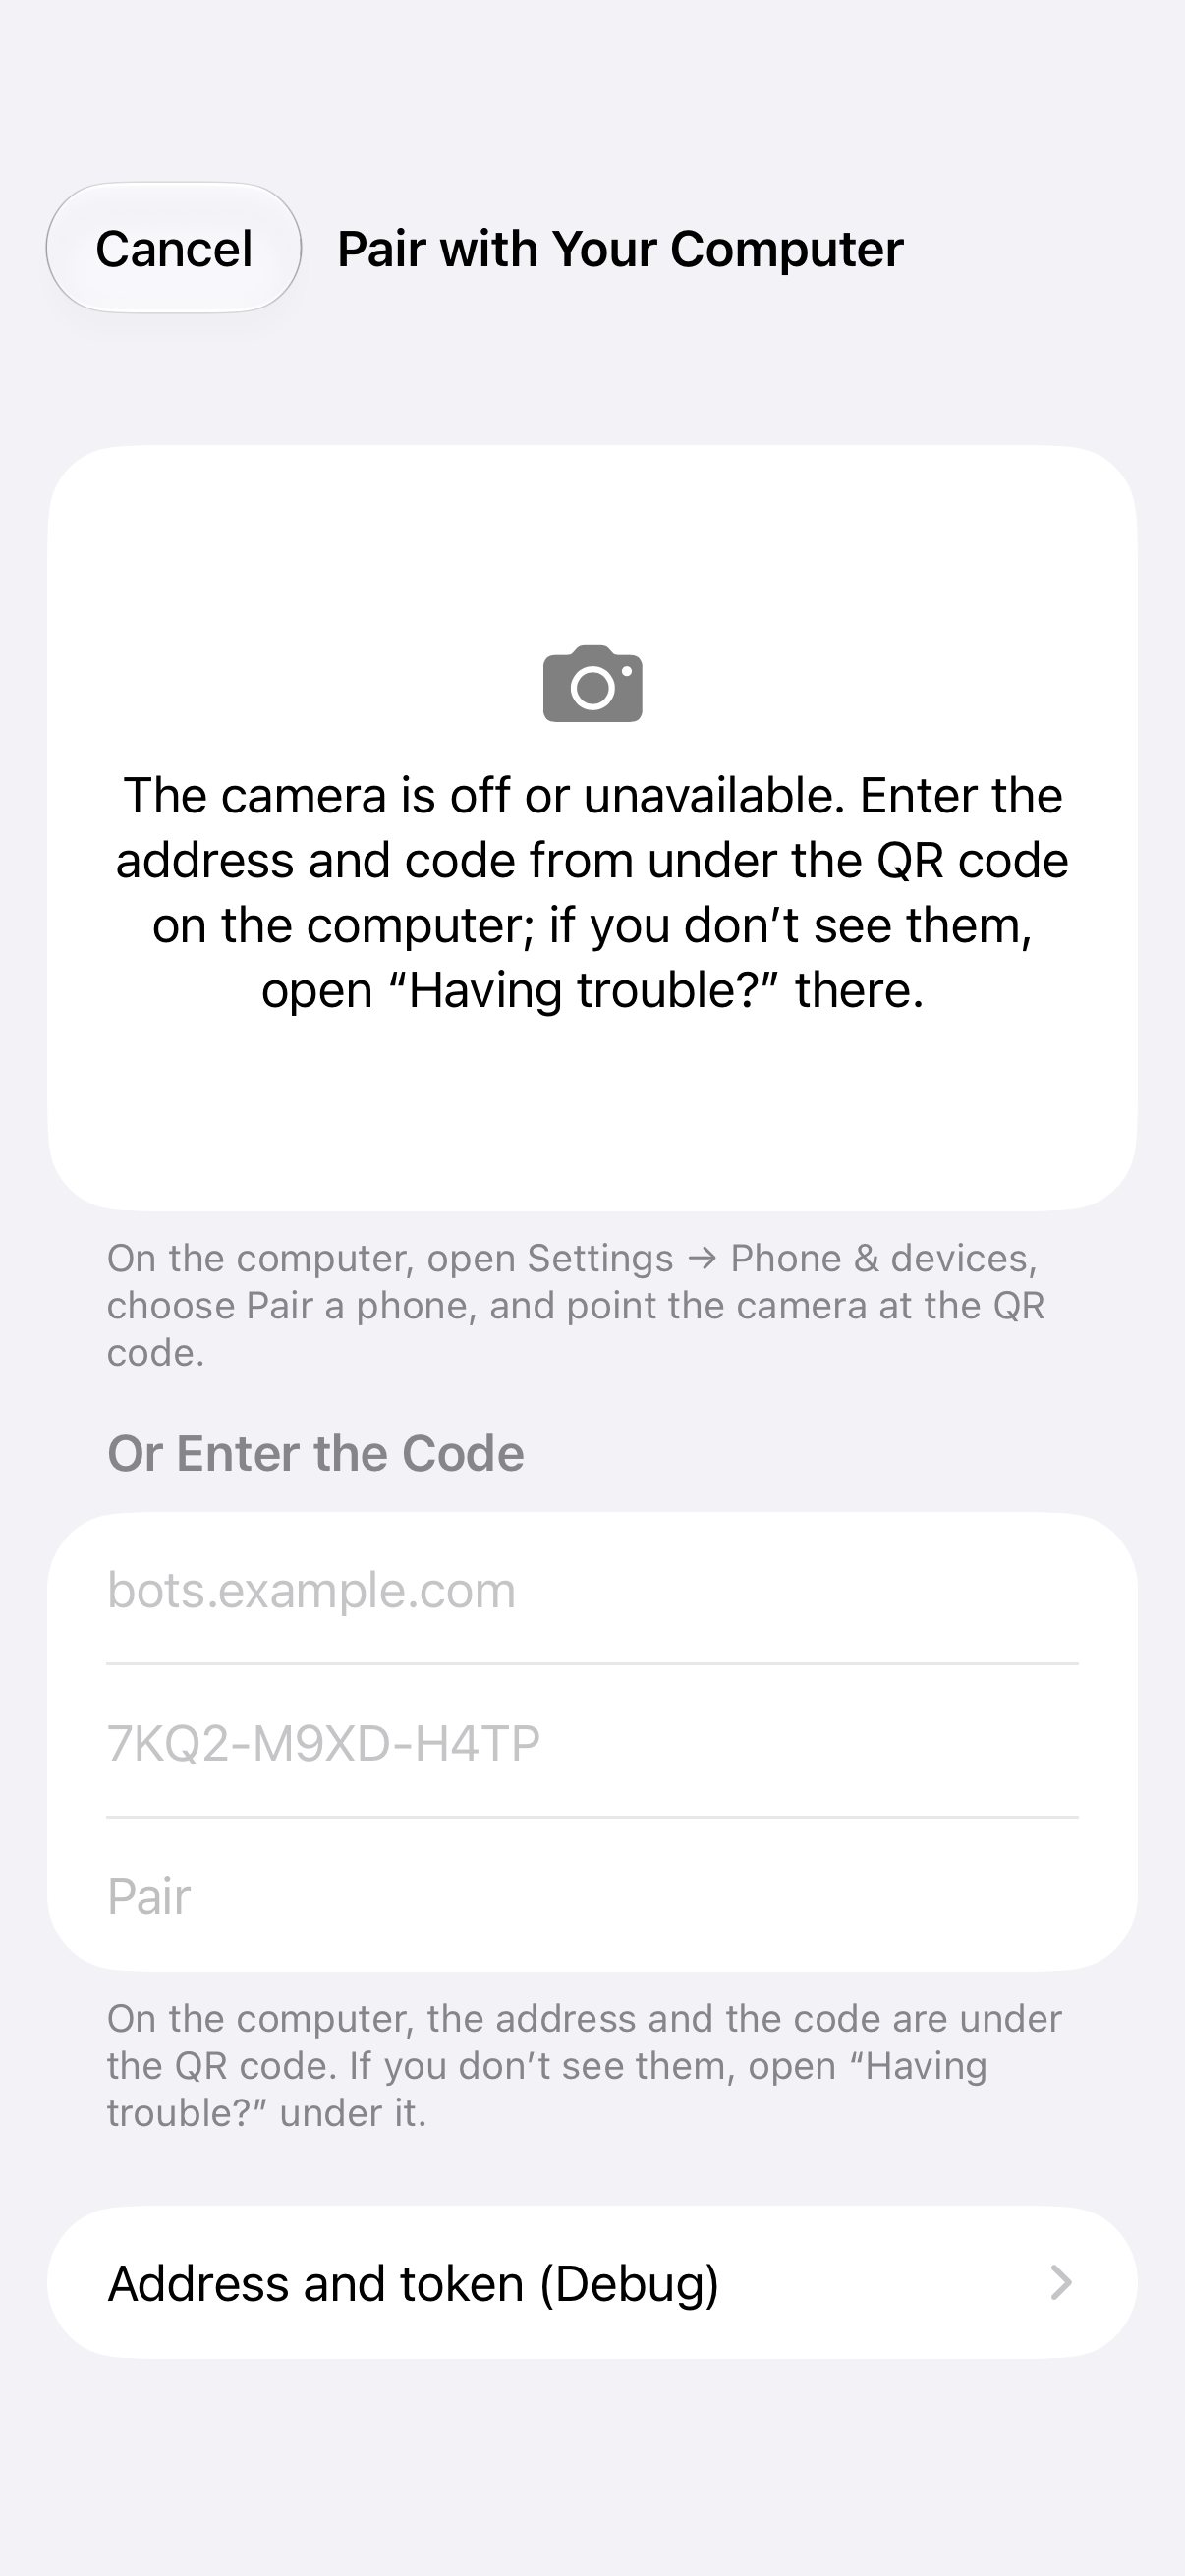 Cancel
Pair with Your Computer
The camera is off or unavailable. Enter the
address and code from under the QR code
on the computer; if you don’t see them,
open “Having trouble?” there.
On the computer, open Settings → Phone & devices,
choose Pair a phone, and point the camera at the QR
code.
Or Enter the Code
bots.example.com
7KQ2-M9XD-H4TP
Pair
On the computer, the address and the code are under
the QR code. If you don’t see them, open “Having
trouble?” under it.
Address and token (Debug)